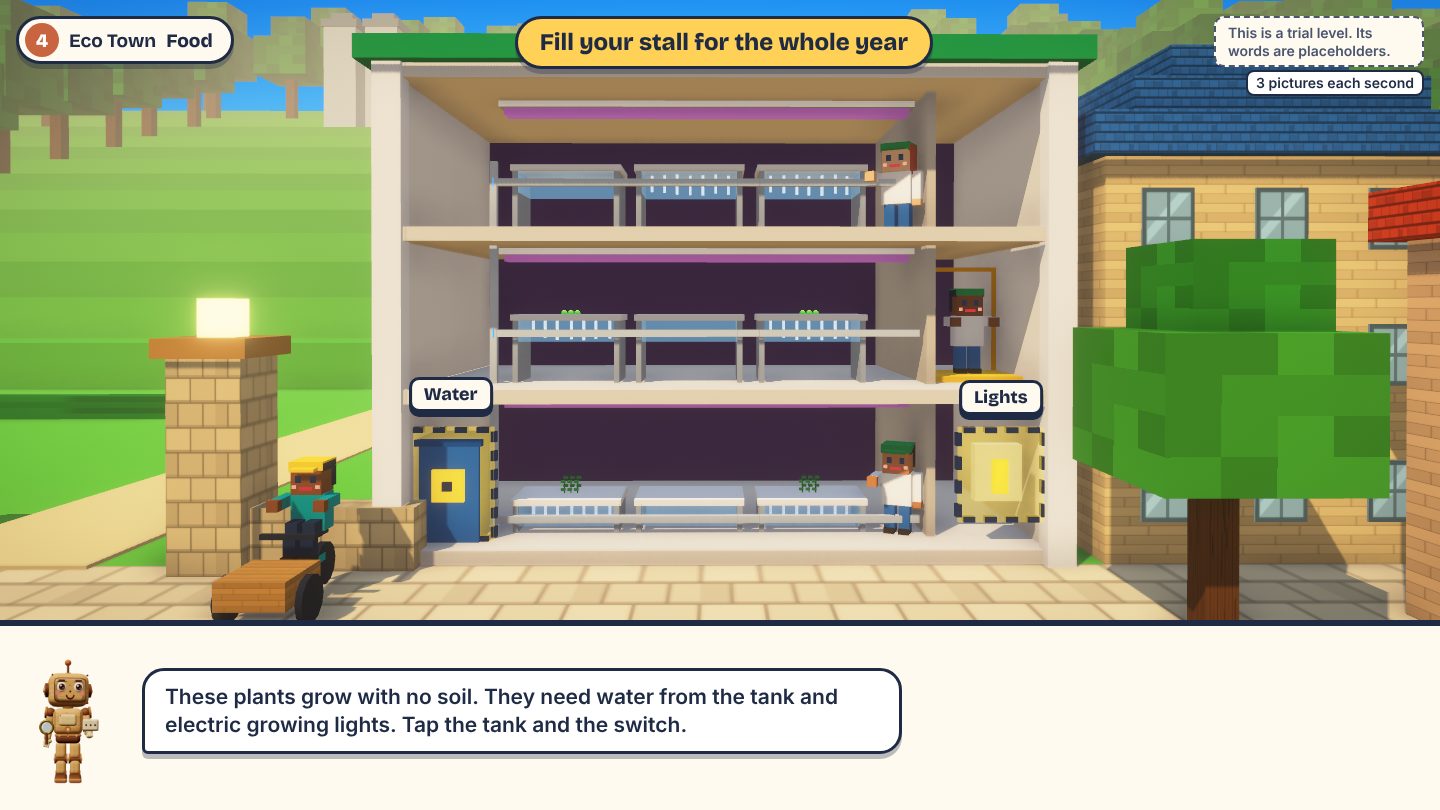 4 Eco Town Food
Fill your stall for the whole year
This is a trial level. Its
words are placeholders.
3 pictures each second
Water
Lights
These plants grow with no soil. They need water from the tank and
electric growing lights. Tap the tank and the switch.